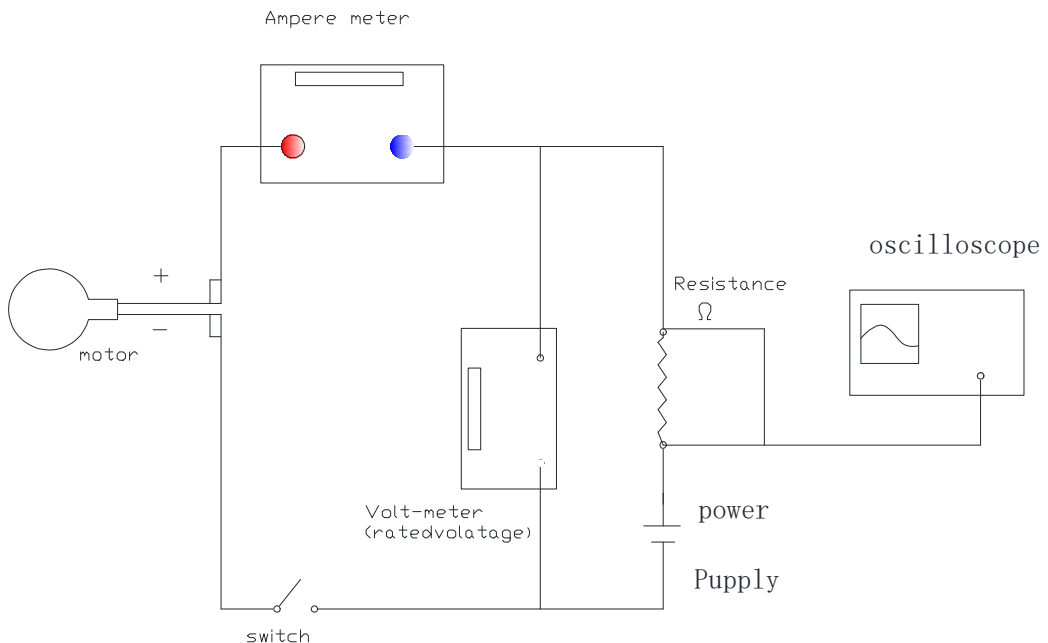 Ampere meter
oscilloscope
+
Resistance
Ω
−
motor
Volt-meter
(ratedvolatage)
power
Pupply
switch